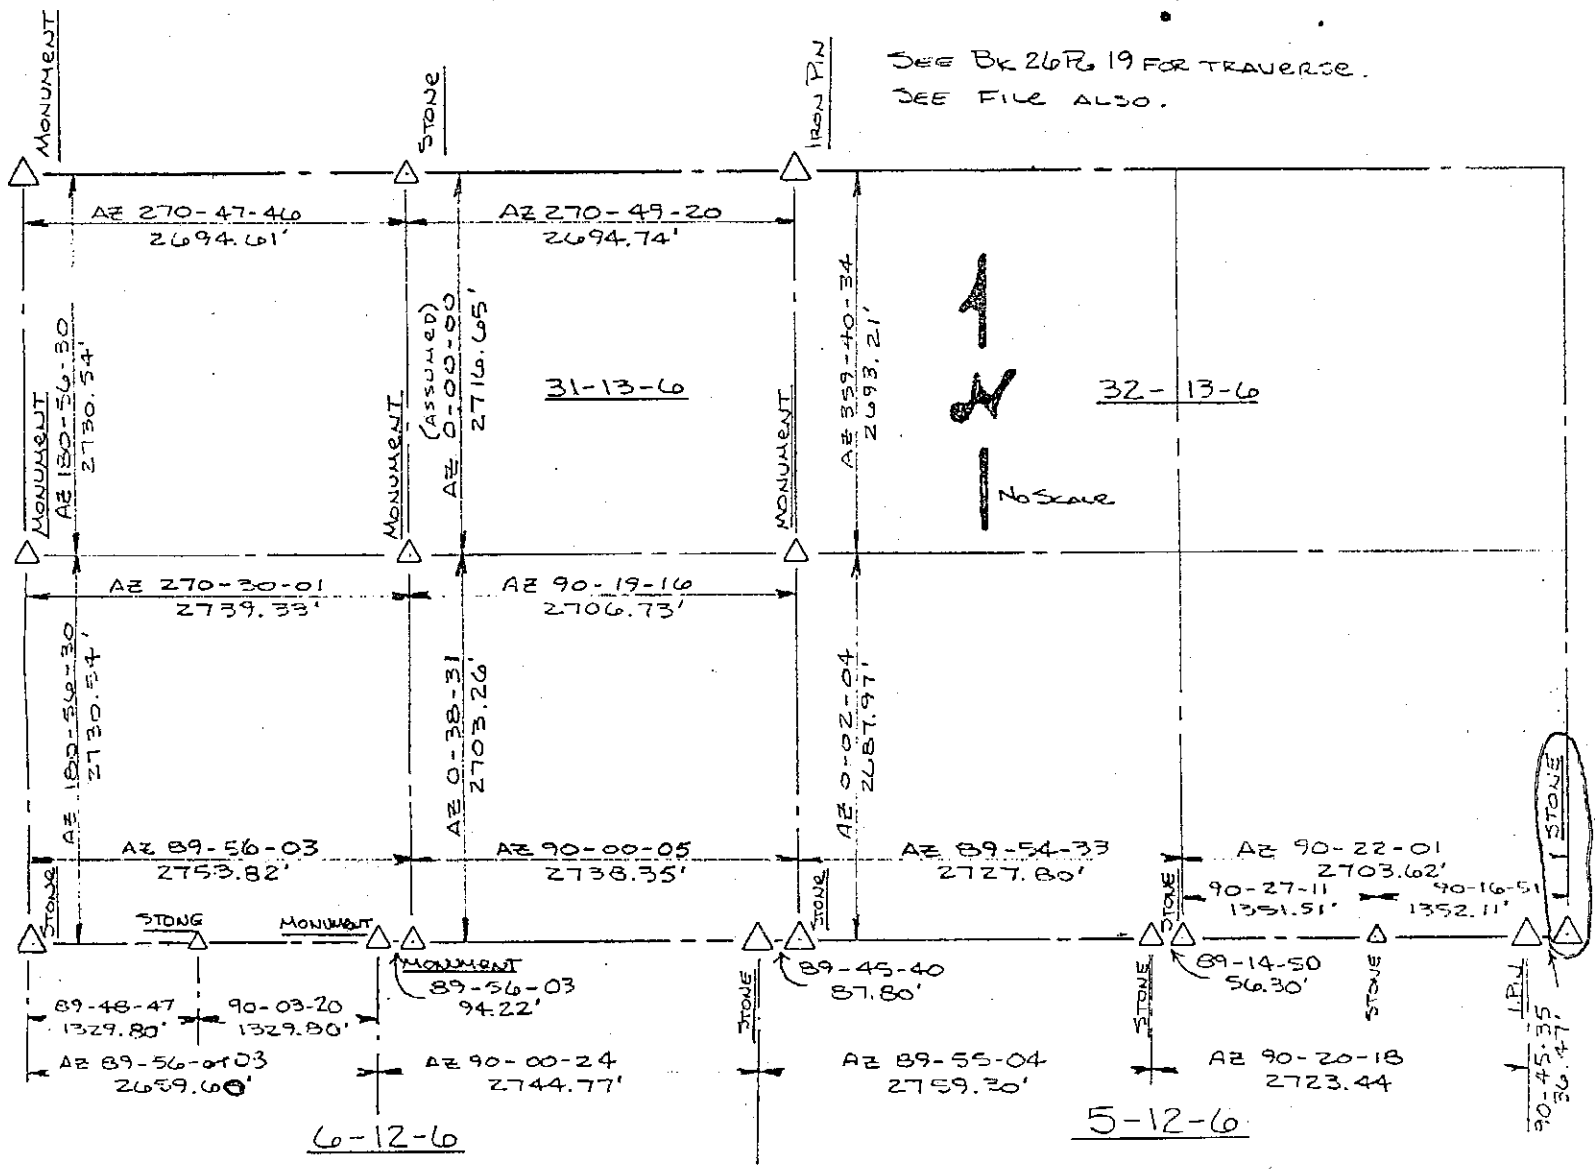 SEE BK 26 PG 19 FOR TRAVERSE.
SEE FILE ALSO.
MONUMENT
STONE
IRON PIN
AZ 270-47-46
2694.61'
AZ 270-49-20
2694.74'
AZ 180-56-30
2730.54'
(ASSUMED)
AZ 0-00-00
2716.65'
AZ 359-40-34
2693.21'
31-13-6
32-13-6
N
NO SCALE
MONUMENT
MONUMENT
MONUMENT
AZ 270-30-01
2739.33'
AZ 90-19-16
2706.73'
AZ 180-56-30
2730.54'
AZ 0-38-31
2703.26'
AZ 0-02-04
2687.97'
STONE
AZ 89-56-03
2753.82'
AZ 90-00-05
2738.35'
AZ 89-54-33
2727.80'
AZ 90-22-01
2703.62'
90-27-11
1351.51'
90-16-51
1352.11'
STONE
STONE
MONUMENT
STONE
STONE
MONUMENT
89-56-03
94.22'
STONE
89-45-40
87.80'
STONE
89-14-50
56.30'
STONE
I.PIN
90-45-35
36.47'
89-48-47
1329.80'
90-03-20
1329.80'
AZ 89-56-03
2659.60'
AZ 90-00-24
2744.77'
AZ 89-55-04
2759.30'
AZ 90-20-18
2723.44
6-12-6
5-12-6